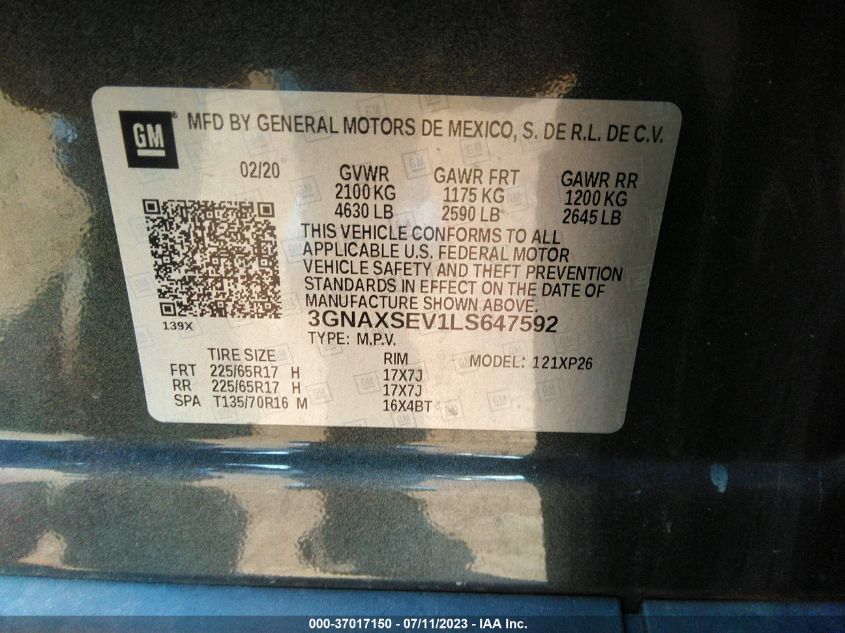 GM ® MFD BY GENERAL MOTORS DE MEXICO, S. DE R.L. DE C.V.
02/20 GVWR GAWR FRT GAWR RR
2100 KG 1175 KG 1200 KG
4630 LB 2590 LB 2645 LB
THIS VEHICLE CONFORMS TO ALL
APPLICABLE U.S. FEDERAL MOTOR
VEHICLE SAFETY AND THEFT PREVENTION
STANDARDS IN EFFECT ON THE DATE OF
MANUFACTURE SHOWN ABOVE.
139X 3GNAXSEV1LS647592
TYPE: M.P.V.
TIRE SIZE RIM MODEL: 121XP26
FRT 225/65R17 H 17X7J
RR 225/65R17 H 17X7J
SPA T135/70R16 M 16X4BT
000-37017150 - 07/11/2023 - IAA Inc.